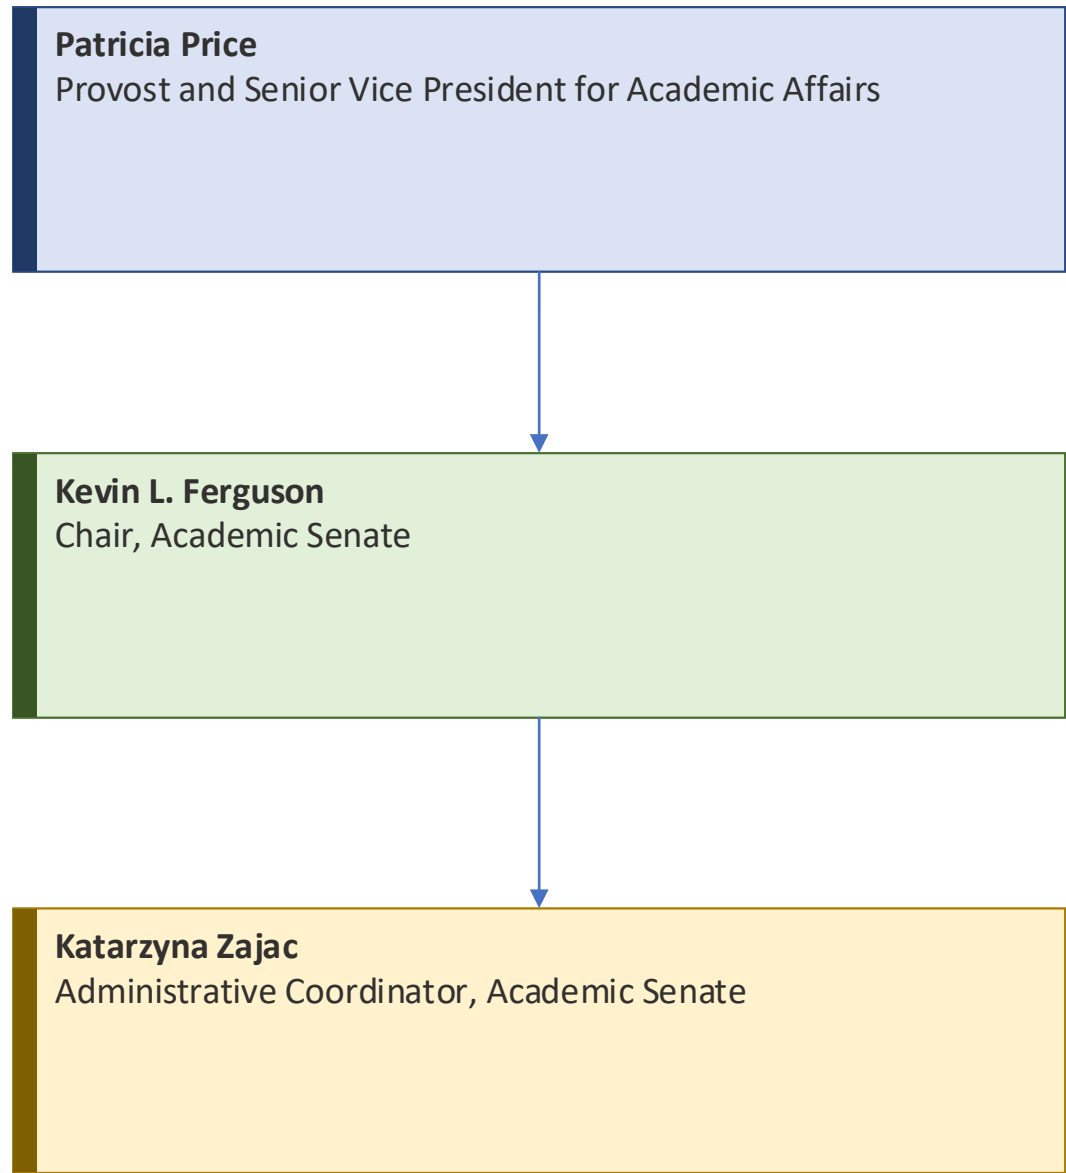 Patricia Price
Provost and Senior Vice President for Academic Affairs
Kevin L. Ferguson
Chair, Academic Senate
Katarzyna Zajac
Administrative Coordinator, Academic Senate